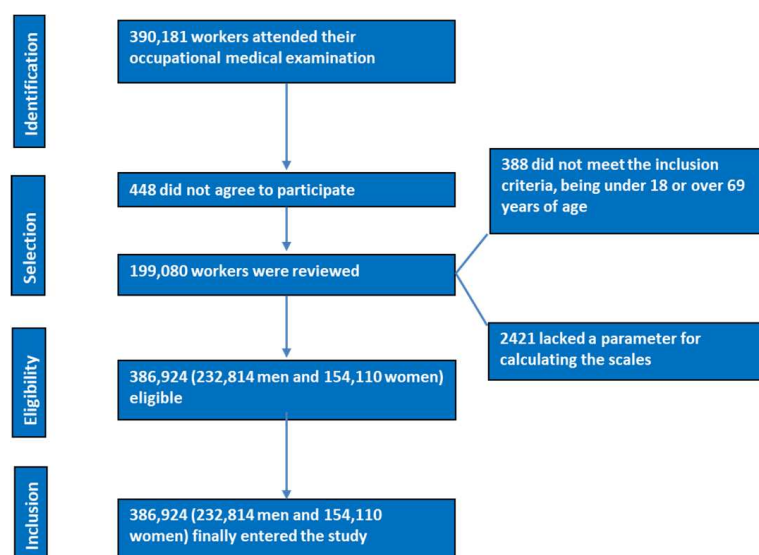 Identification
390,181 workers attended their
occupational medical examination
Selection
448 did not agree to participate
388 did not meet the inclusion
criteria, being under 18 or over 69
years of age
199,080 workers were reviewed
2421 lacked a parameter for
calculating the scales
Eligibility
386,924 (232,814 men and 154,110 women)
eligible
Inclusion
386,924 (232,814 men and 154,110
women) finally entered the study